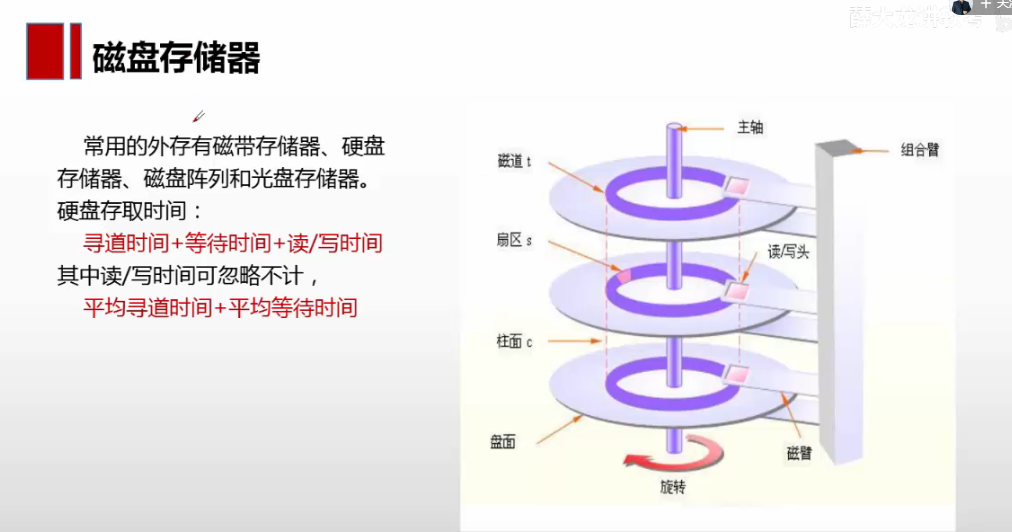 磁盘存储器
常用的外存有磁带存储器、硬盘
存储器、磁盘阵列和光盘存储器。
硬盘存取时间：
寻道时间+等待时间+读/写时间
其中读/写时间可忽略不计，
平均寻道时间+平均等待时间
主轴
组合臂
磁道 t
扇区 s
读/写头
柱面 c
盘面
磁臂
旋转